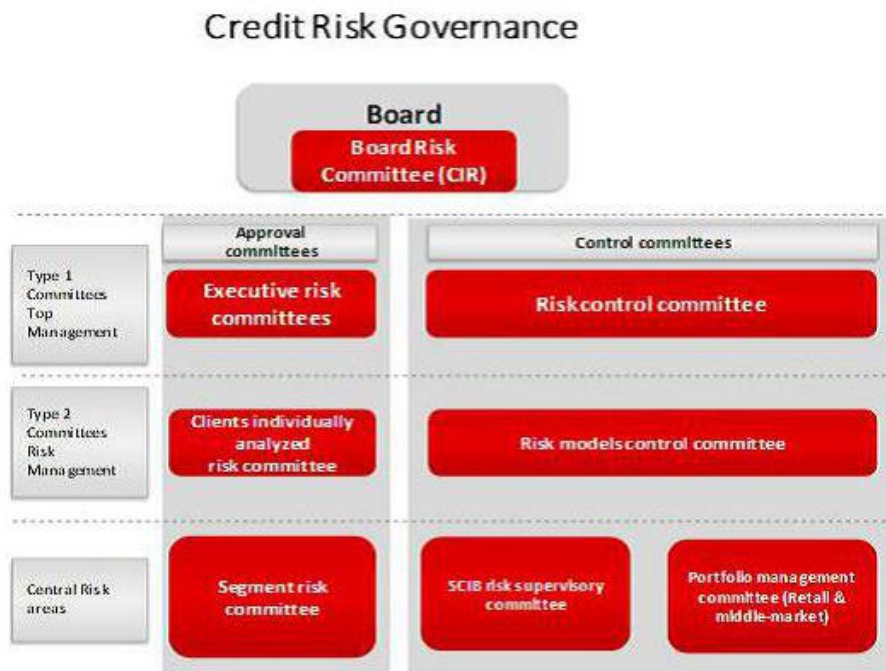 Credit Risk Governance
Board
Board Risk
Committee (CIR)
Approval
committees
Control committees
Type 1
Committees
Top
Management
Executive risk
committees
Risk control committee
Type 2
Committees
Risk
Management
Clients individually
analyzed
risk committee
Risk models control committee
Central Risk
areas
Segment risk
committee
SCIB risk supervisory
committee
Portfolio management
committee (Retail &
middle-market)